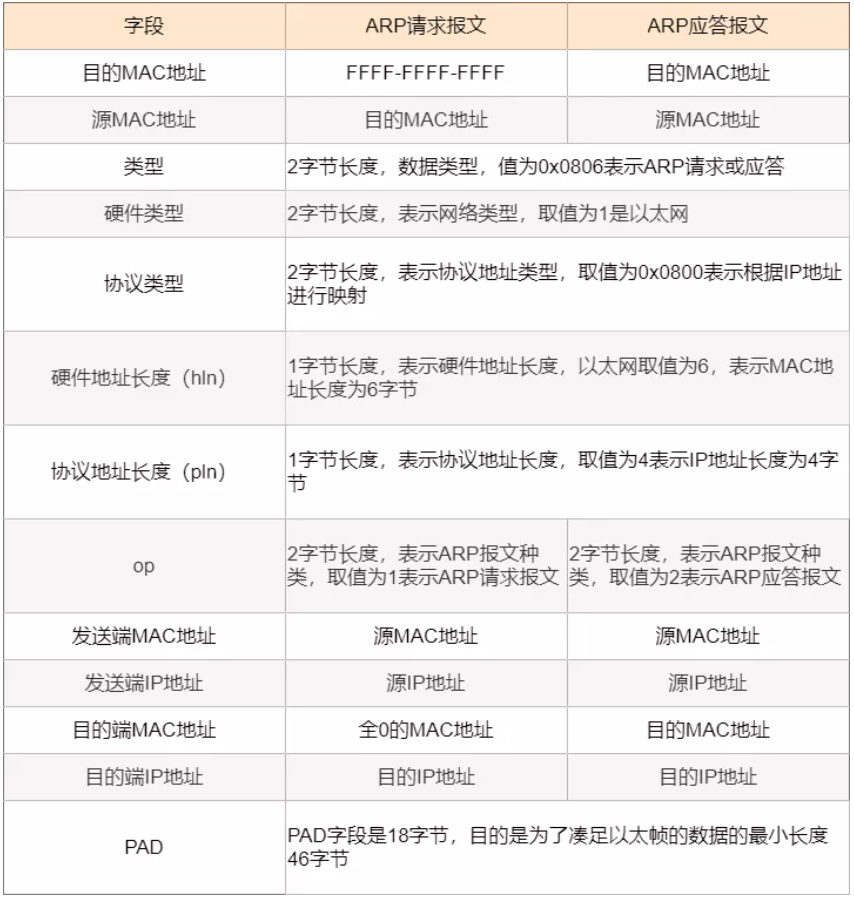 字段 ARP请求报文 ARP应答报文
目的MAC地址 FFFF-FFFF-FFFF 目的MAC地址
源MAC地址 目的MAC地址 源MAC地址
类型 2字节长度，数据类型，值为0x0806表示ARP请求或应答
硬件类型 2字节长度，表示网络类型，取值为1是以太网
协议类型 2字节长度，表示协议地址类型，取值为0x0800表示根据IP地址
进行映射
硬件地址长度（hln） 1字节长度，表示硬件地址长度，以太网取值为6，表示MAC地
址长度为6字节
协议地址长度（pln） 1字节长度，表示协议地址长度，取值为4表示IP地址长度为4字
节
op 2字节长度，表示ARP报文种 2字节长度，表示ARP报文种
类，取值为1表示ARP请求报文 类，取值为2表示ARP应答报文
发送端MAC地址 源MAC地址 源MAC地址
发送端IP地址 源IP地址 源IP地址
目的端MAC地址 全0的MAC地址 目的MAC地址
目的端IP地址 目的IP地址 目的IP地址
PAD PAD字段是18字节，目的是为了凑足以太帧的数据的最小长度
46字节